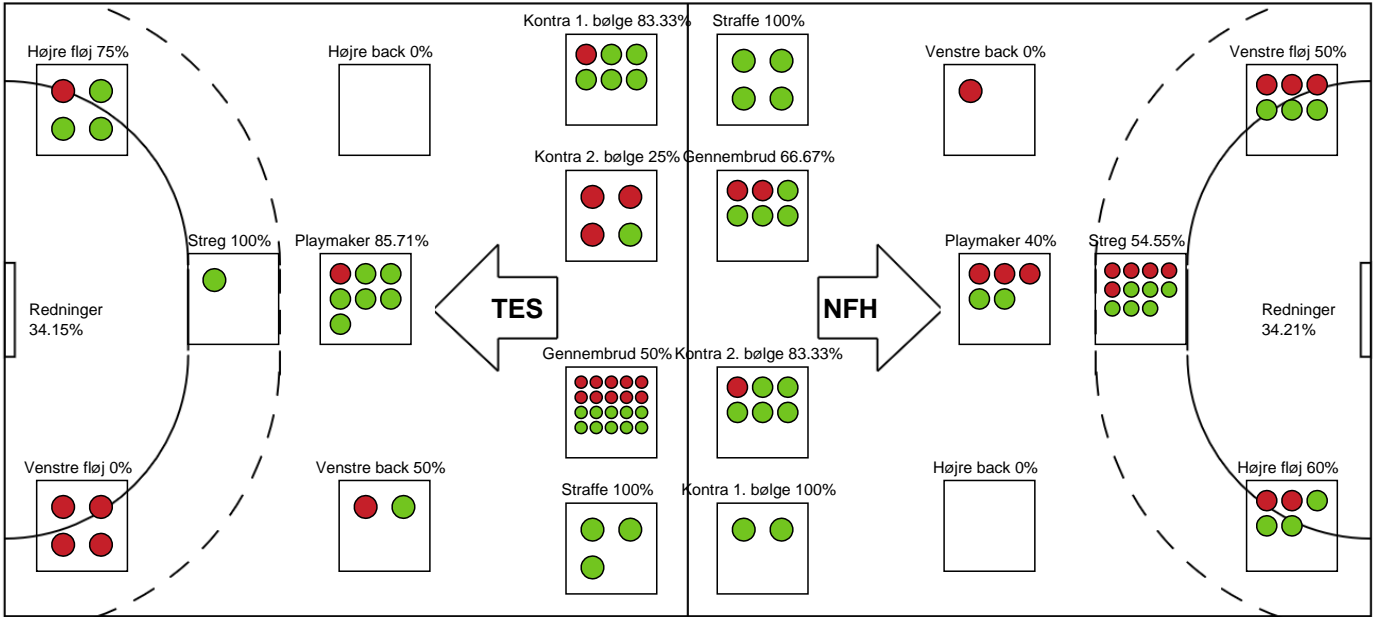 Kontra 1. bølge 83.33%
Straffe 100%
Højre fløj 75%
Højre back 0%
Venstre back 0%
Venstre fløj 50%
Kontra 2. bølge 25%
Gennembrud 66.67%
Streg 100%
Playmaker 85.71%
Playmaker 40%
Streg 54.55%
Redninger
34.15%
TES
NFH
Redninger
34.21%
Gennembrud 50%
Kontra 2. bølge 83.33%
Venstre fløj 0%
Venstre back 50%
Straffe 100%
Kontra 1. bølge 100%
Højre back 0%
Højre fløj 60%